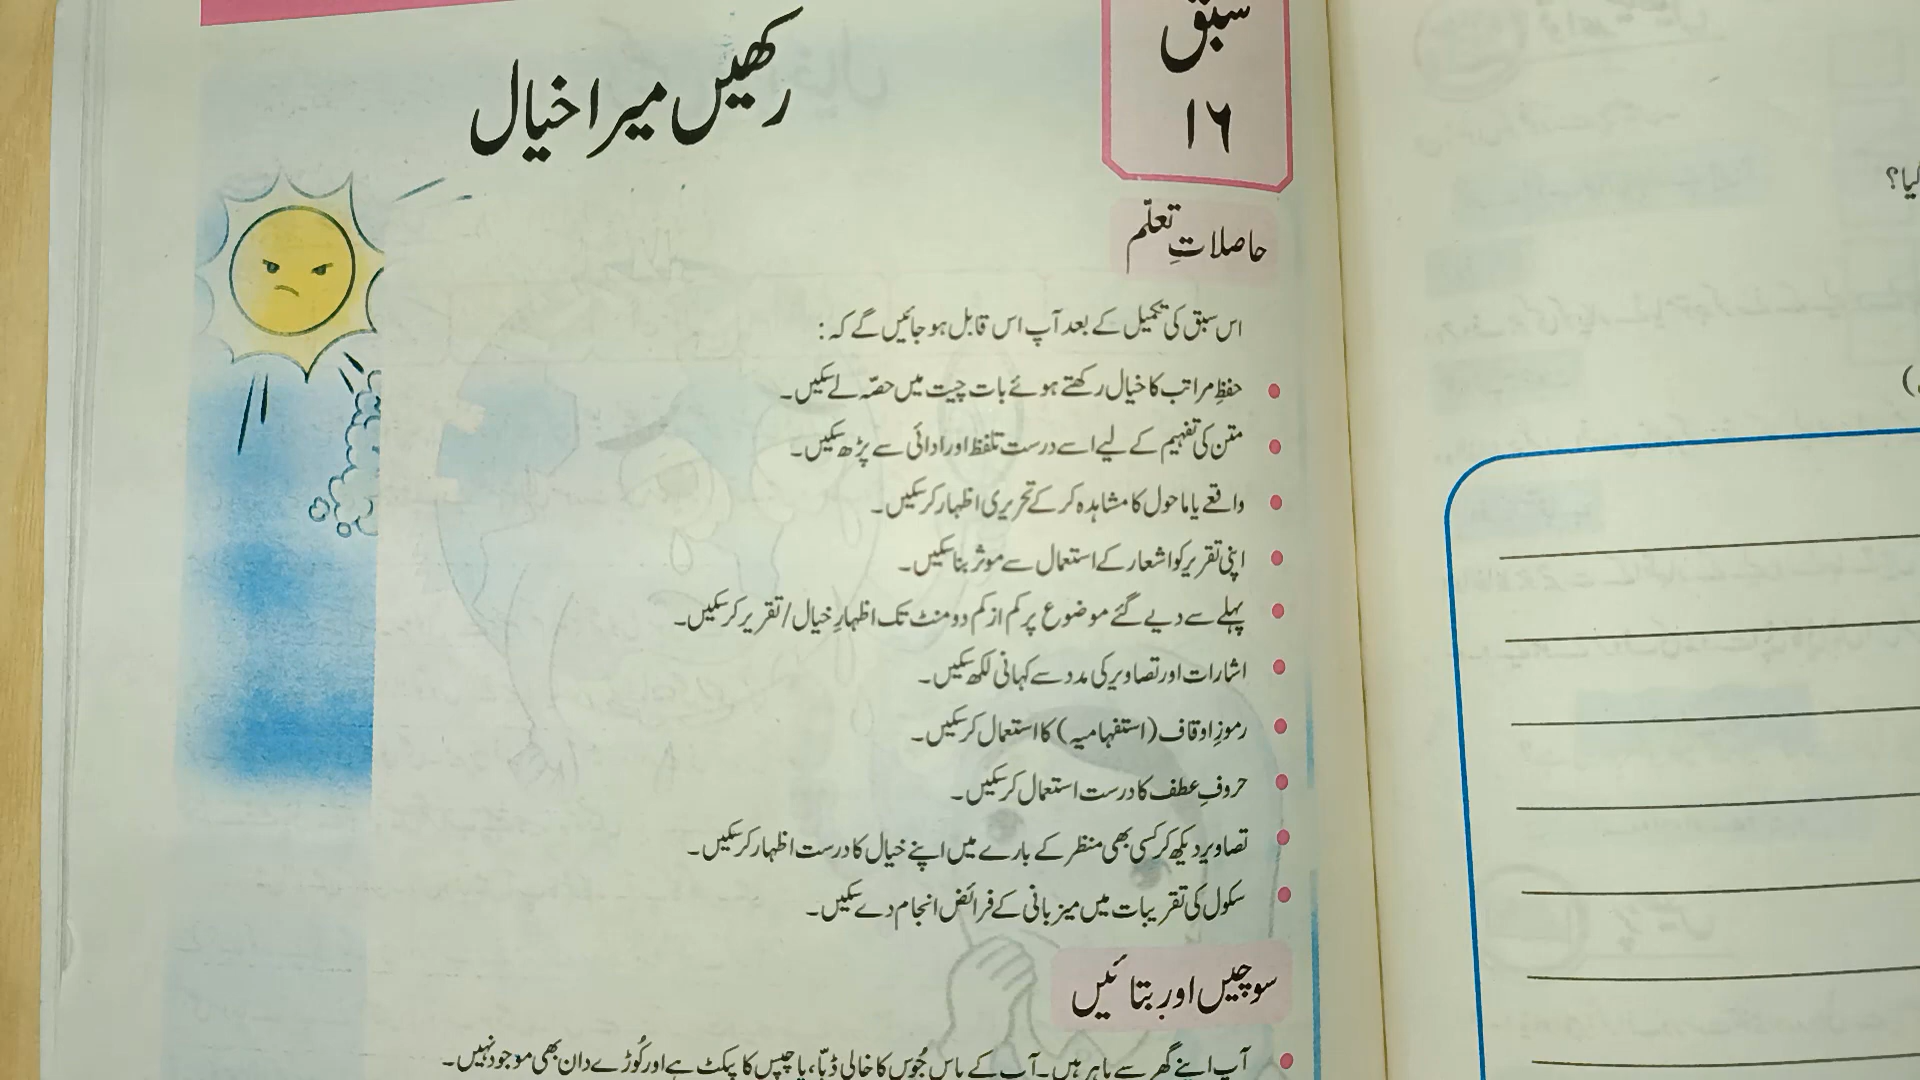 سبق
۱۶
رکھیں میرا خیال
حاصلاتِ تعلّم
اس سبق کی تکمیل کے بعد آپ اس قابل ہو جائیں گے کہ:
حفظِ مراتب کا خیال رکھتے ہوئے بات چیت میں حصّہ لے سکیں۔
متن کی تفہیم کے لیے اسے درست تلفظ اور ادائی سے پڑھ سکیں۔
واقعے یا ماحول کا مشاہدہ کر کے تحریری اظہار کر سکیں۔
اپنی تقریر کو اشعار کے استعمال سے موثر بنا سکیں۔
پہلے سے دیے گئے موضوع پر کم از کم دو منٹ تک اظہارِ خیال/تقریر کر سکیں۔
اشارات اور تصاویر کی مدد سے کہانی لکھ سکیں۔
رموزِ اوقاف (استفہامیہ) کا استعمال کر سکیں۔
حروفِ عطف کا درست استعمال کر سکیں۔
تصاویر دیکھ کر کسی بھی منظر کے بارے میں اپنے خیال کا درست اظہار کر سکیں۔
سکول کی تقریبات میں میزبانی کے فرائض انجام دے سکیں۔
سوچیں اور بتائیں
آپ اپنے گھر سے باہر ہیں۔ آپ کے پاس جُوس کا خالی ڈبّا، یا چپس کا پیکٹ ہے اور کُوڑے دان بھی موجود نہیں۔
کیا؟